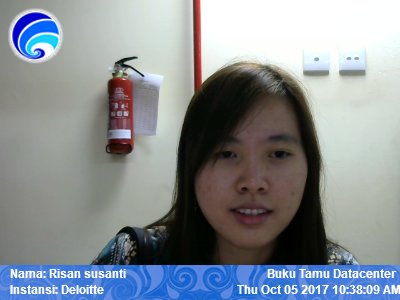 Nama: Risan susanti
Buku Tamu Datacenter
Instansi: Deloitte
Thu Oct 05 2017 10:38:09 AM